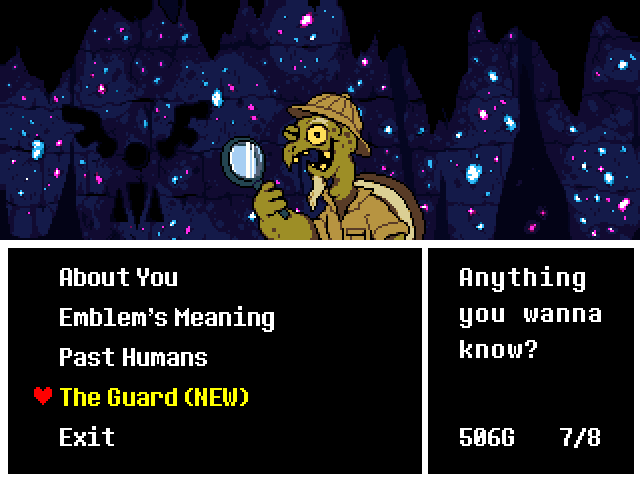 About You
Emblem's Meaning
Past Humans
The Guard (NEW)
Exit
Anything
you wanna
know?
506G 7/8